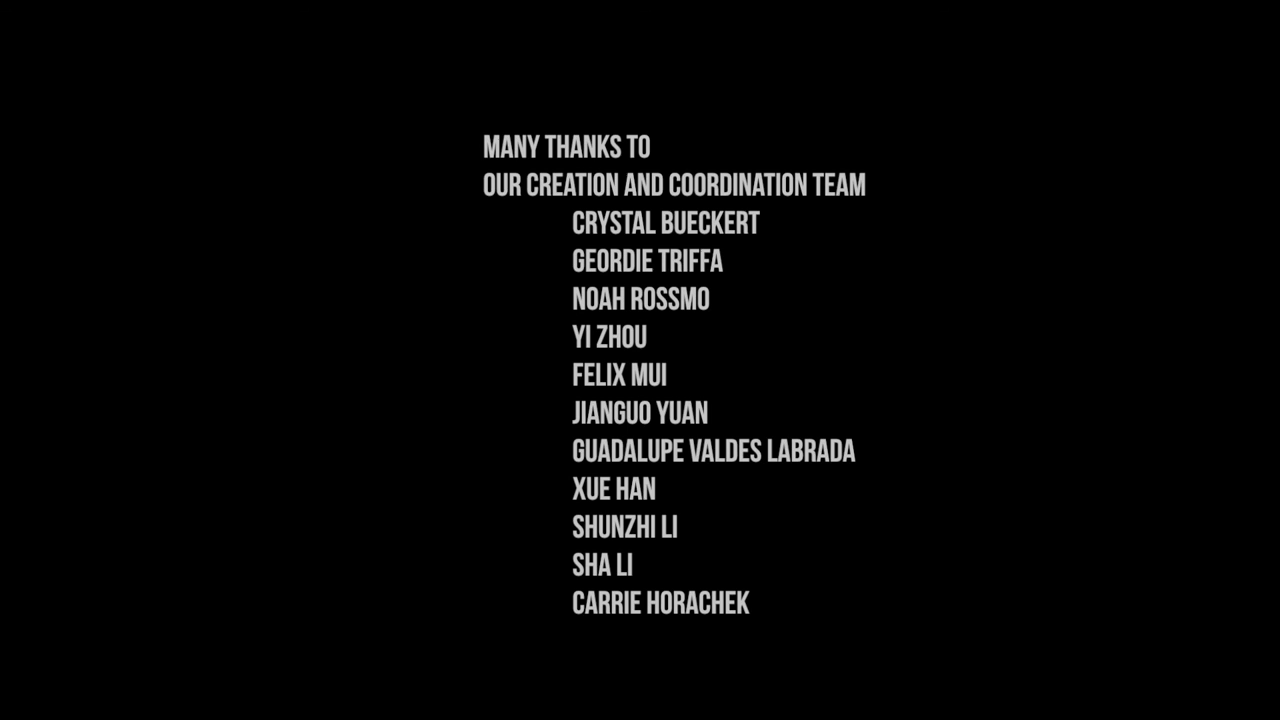 MANY THANKS TO
OUR CREATION AND COORDINATION TEAM
CRYSTAL BUECKERT
GEORDIE TRIFFA
NOAH ROSSMO
YI ZHOU
FELIX MUI
JIANGUO YUAN
GUADALUPE VALDES LABRADA
XUE HAN
SHUNZHI LI
SHA LI
CARRIE HORACHEK